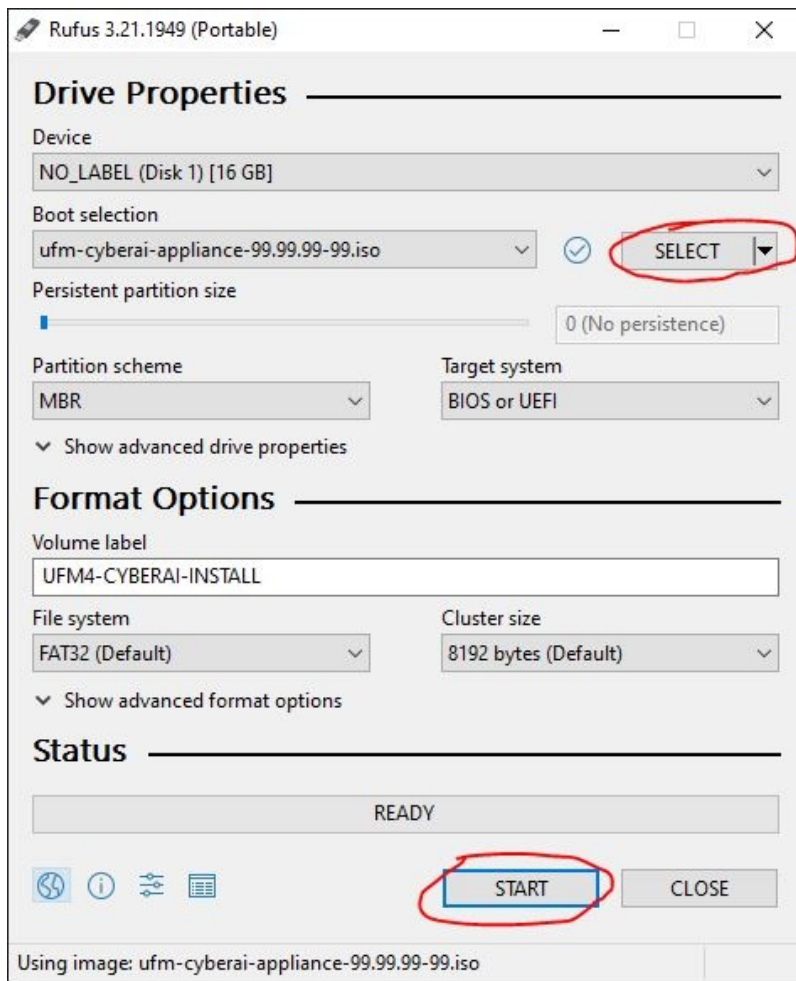 Rufus 3.21.1949 (Portable)
Drive Properties
Device
NO_LABEL (Disk 1) [16 GB]
Boot selection
ufm-cyberai-appliance-99.99.99-99.iso SELECT
Persistent partition size
0 (No persistence)
Partition scheme Target system
MBR BIOS or UEFI
Show advanced drive properties
Format Options
Volume label
UFM4-CYBERAI-INSTALL
File system Cluster size
FAT32 (Default) 8192 bytes (Default)
Show advanced format options
Status
READY
START CLOSE
Using image: ufm-cyberai-appliance-99.99.99-99.iso